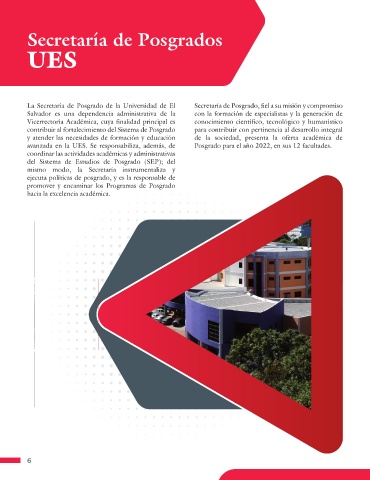 Secretaría de Posgrados
UES
La Secretaría de Posgrado de la Universidad de El
Salvador es una dependencia administrativa de la
Vicerrectoría Académica, cuya finalidad principal es
contribuir al fortalecimiento del Sistema de Posgrado
y atender las necesidades de formación y educación
avanzada en la UES. Se responsabiliza, además, de
coordinar las actividades académicas y administrativas
del Sistema de Estudios de Posgrado (SEP); del
mismo modo, la Secretaría instrumentaliza y
ejecuta políticas de posgrado, y es la responsable de
promover y encaminar los Programas de Posgrado
hacia la excelencia académica.
Secretaría de Posgrado, fiel a su misión y compromiso
con la formación de especialistas y la generación de
conocimiento científico, tecnológico y humanístico
para contribuir con pertinencia al desarrollo integral
de la sociedad, presenta la oferta académica de
Posgrado para el año 2022, en sus 12 facultades.
6